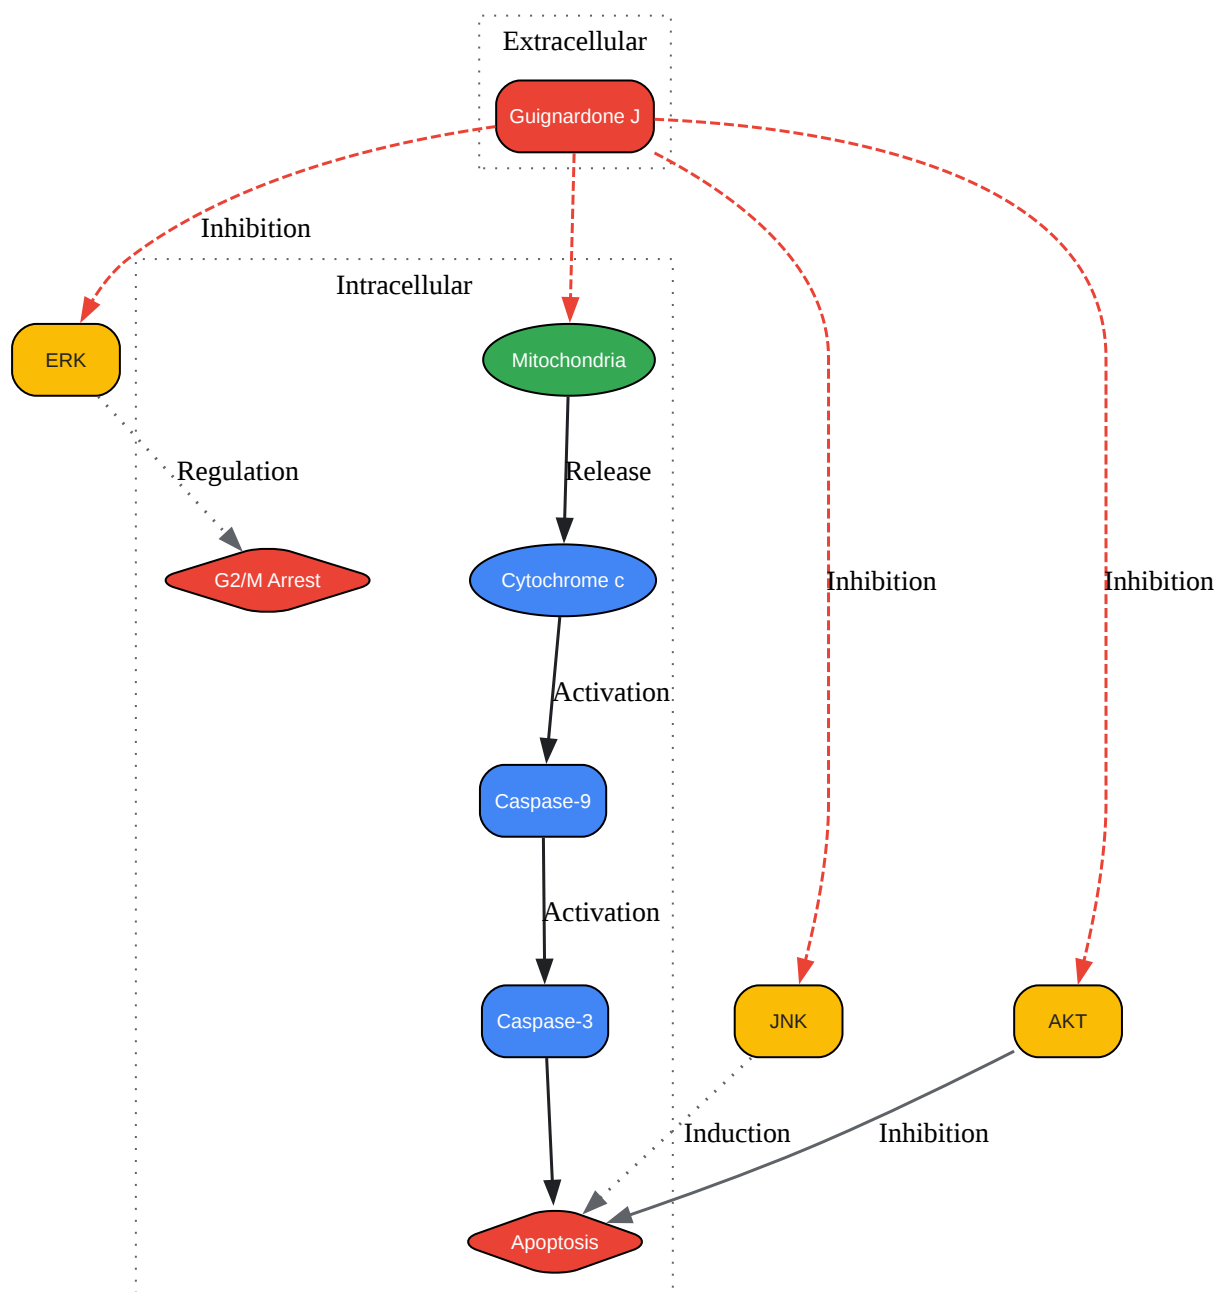 Extracellular
Guignardone J
Inhibition
Intracellular
ERK
Mitochondria
Regulation
Release
G2/M Arrest
Cytochrome c
Inhibition
Inhibition
Activation
Caspase-9
Activation
Caspase-3
JNK
AKT
Induction
Inhibition
Apoptosis